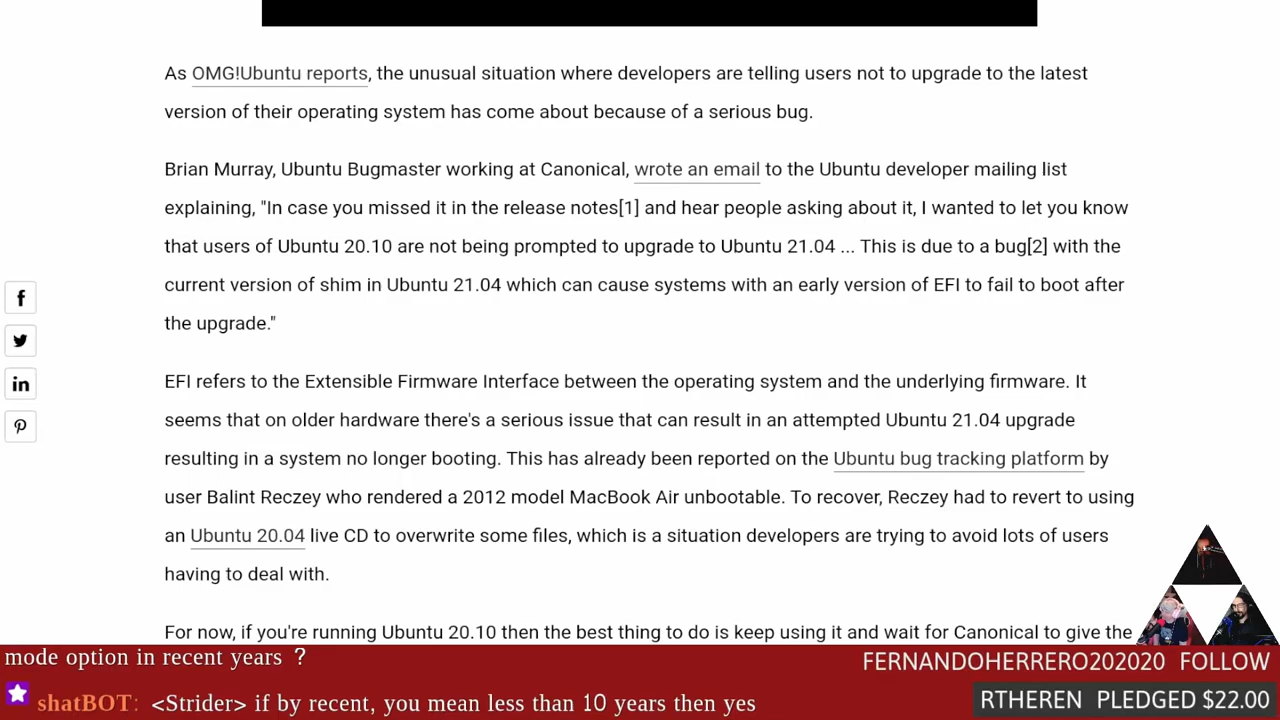 As OMG!Ubuntu reports, the unusual situation where developers are telling users not to upgrade to the latest
version of their operating system has come about because of a serious bug.
Brian Murray, Ubuntu Bugmaster working at Canonical, wrote an email to the Ubuntu developer mailing list
explaining, "In case you missed it in the release notes[1] and hear people asking about it, I wanted to let you know
that users of Ubuntu 20.10 are not being prompted to upgrade to Ubuntu 21.04 ... This is due to a bug[2] with the
current version of shim in Ubuntu 21.04 which can cause systems with an early version of EFI to fail to boot after
the upgrade."
EFI refers to the Extensible Firmware Interface between the operating system and the underlying firmware. It
seems that on older hardware there's a serious issue that can result in an attempted Ubuntu 21.04 upgrade
resulting in a system no longer booting. This has already been reported on the Ubuntu bug tracking platform by
user Balint Reczey who rendered a 2012 model MacBook Air unbootable. To recover, Reczey had to revert to using
an Ubuntu 20.04 live CD to overwrite some files, which is a situation developers are trying to avoid lots of users
having to deal with.
For now, if you're running Ubuntu 20.10 then the best thing to do is keep using it and wait for Canonical to give the
mode option in recent years ?
FERNANDOHERRERO202020 FOLLOW
shatBOT: <Strider> if by recent, you mean less than 10 years then yes
RTHEREN PLEDGED $22.00